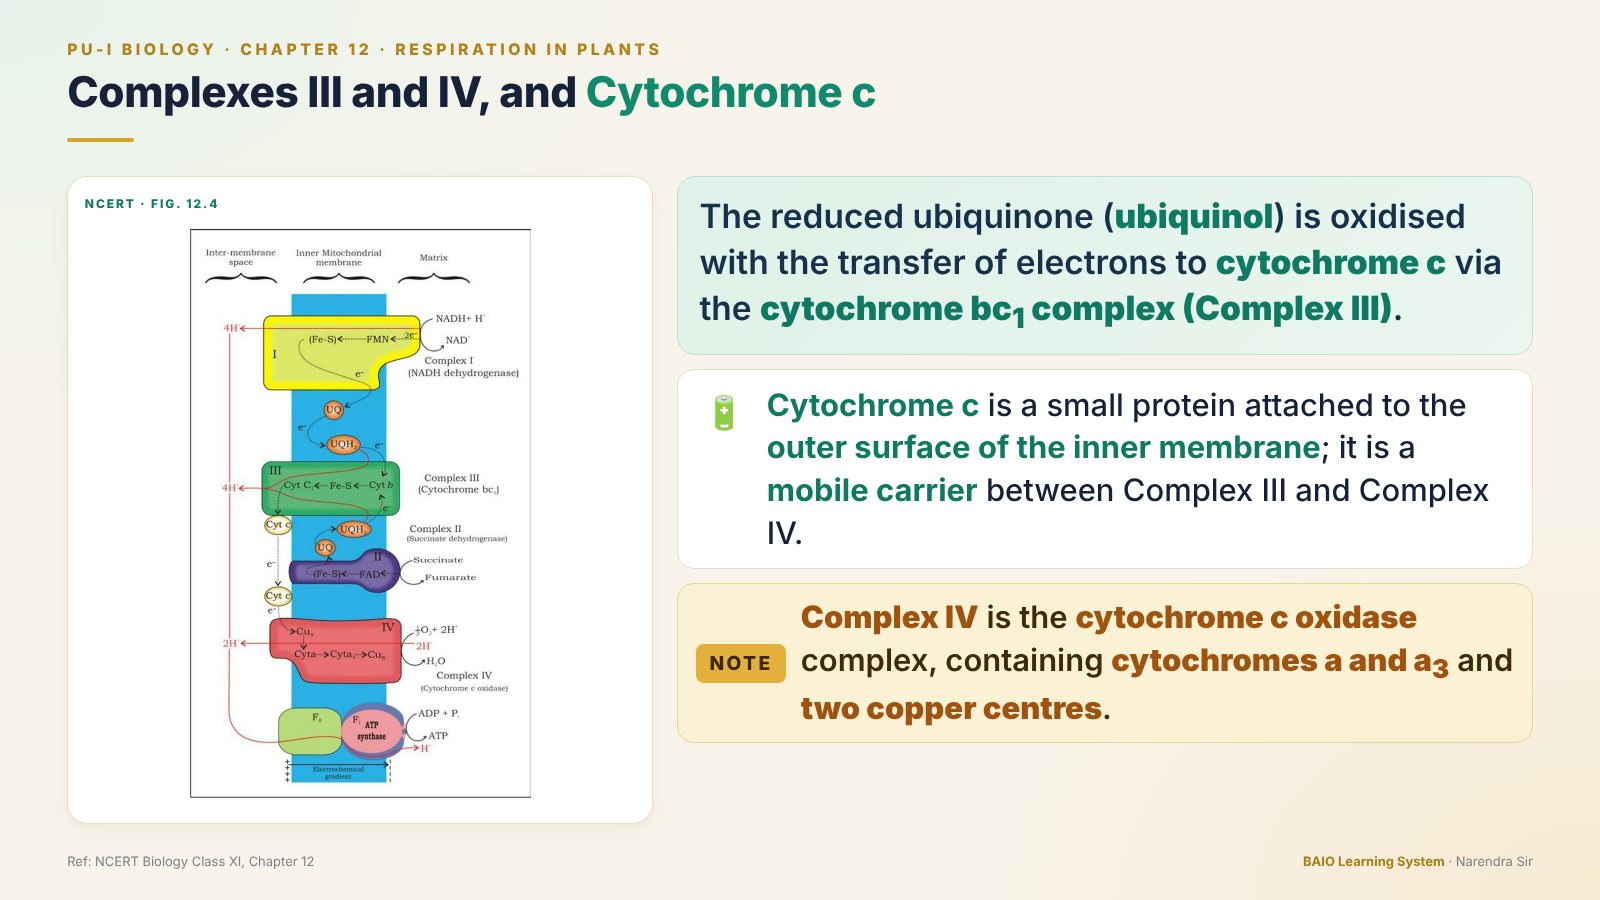 PU-I BIOLOGY · CHAPTER 12 · RESPIRATION IN PLANTS
Complexes III and IV, and Cytochrome c
NCERT · FIG. 12.4
Inter-membrane
space
Inner Mitochondrial
membrane
Matrix
4H⁺
NADH+ H⁺
(Fe-S)
FMN
2e⁻
NAD⁺
I
Complex I
(NADH dehydrogenase)
e⁻
UQ
e⁻
UQH₂
e⁻
III
4H⁺
Cyt C₁
Fe-S
Cyt b
Complex III
(Cytochrome bc₁)
e⁻
Cyt c
UQH₂
Complex II
(Succinate dehydrogenase)
UQ
II
e⁻
(Fe-S)
FAD
Succinate
Fumarate
Cyt c
e⁻
IV
CuA
½O₂+ 2H⁺
2H⁺
2H⁺
Cyta
Cyta₃
CuB
H₂O
Complex IV
(Cytochrome c oxidase)
F₀
F₁
ATP
synthase
ADP + Pᵢ
ATP
H⁺
Electrochemical
gradient
The reduced ubiquinone (ubiquinol) is oxidised
with the transfer of electrons to cytochrome c via
the cytochrome bc₁ complex (Complex III).
Cytochrome c is a small protein attached to the
outer surface of the inner membrane; it is a
mobile carrier between Complex III and Complex
IV.
NOTE
Complex IV is the cytochrome c oxidase
complex, containing cytochromes a and a₃ and
two copper centres.
Ref: NCERT Biology Class XI, Chapter 12
BAIO Learning System · Narendra Sir